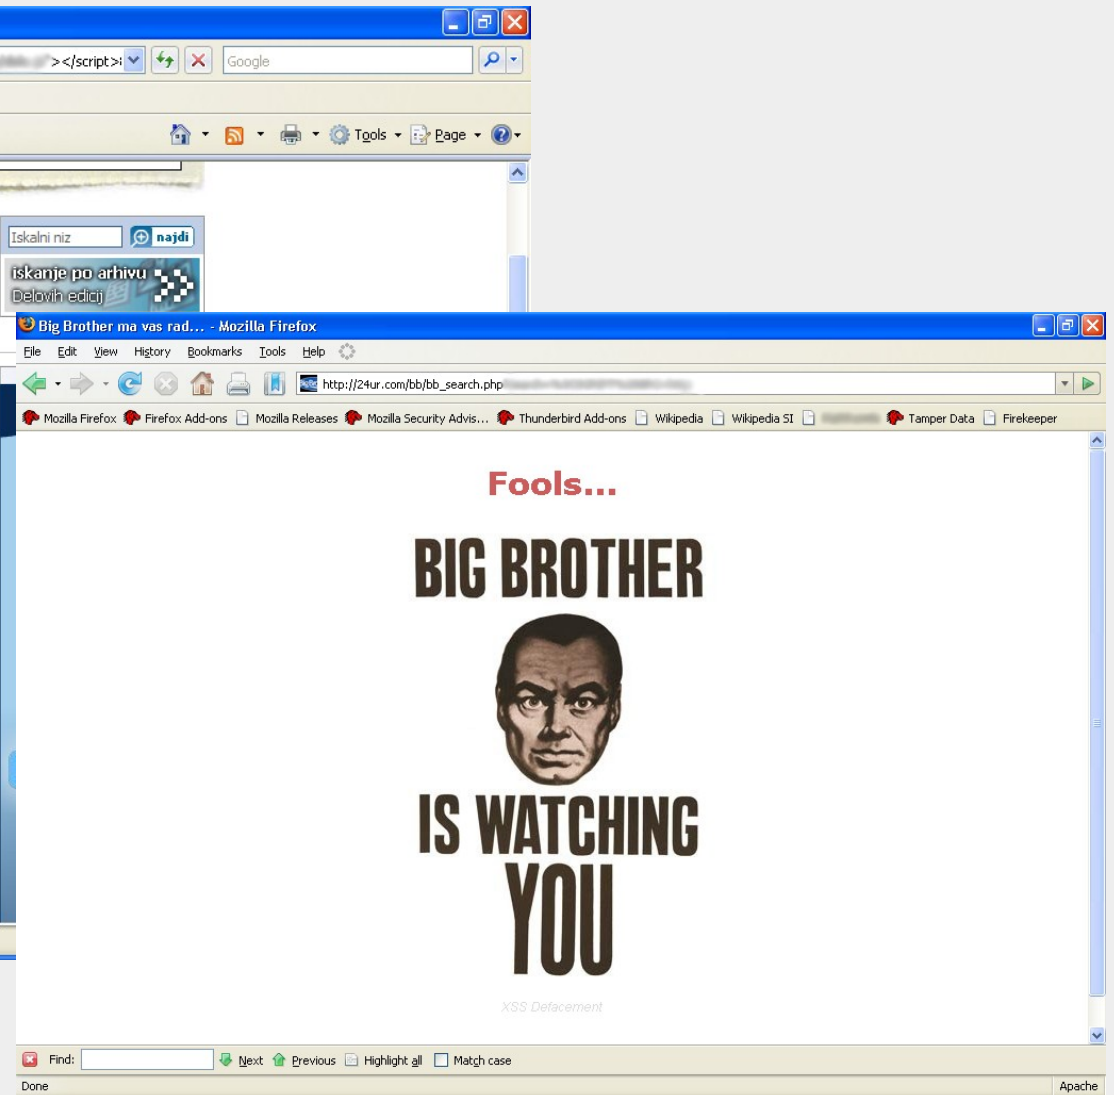 ></script>
Google
Tools Page
Iskalni niz najdi
iskanje po arhivu
Delovih edicij
Big Brother ma vas rad... - Mozilla Firefox
File Edit View History Bookmarks Tools Help
http://24ur.com/bb/bb_search.php
Mozilla Firefox Firefox Add-ons Mozilla Releases Mozilla Security Advis... Thunderbird Add-ons Wikipedia Wikipedia SI Tamper Data Firekeeper
Fools...
BIG BROTHER
IS WATCHING
YOU
XSS Defacement
Find: Next Previous Highlight all Match case
Done Apache